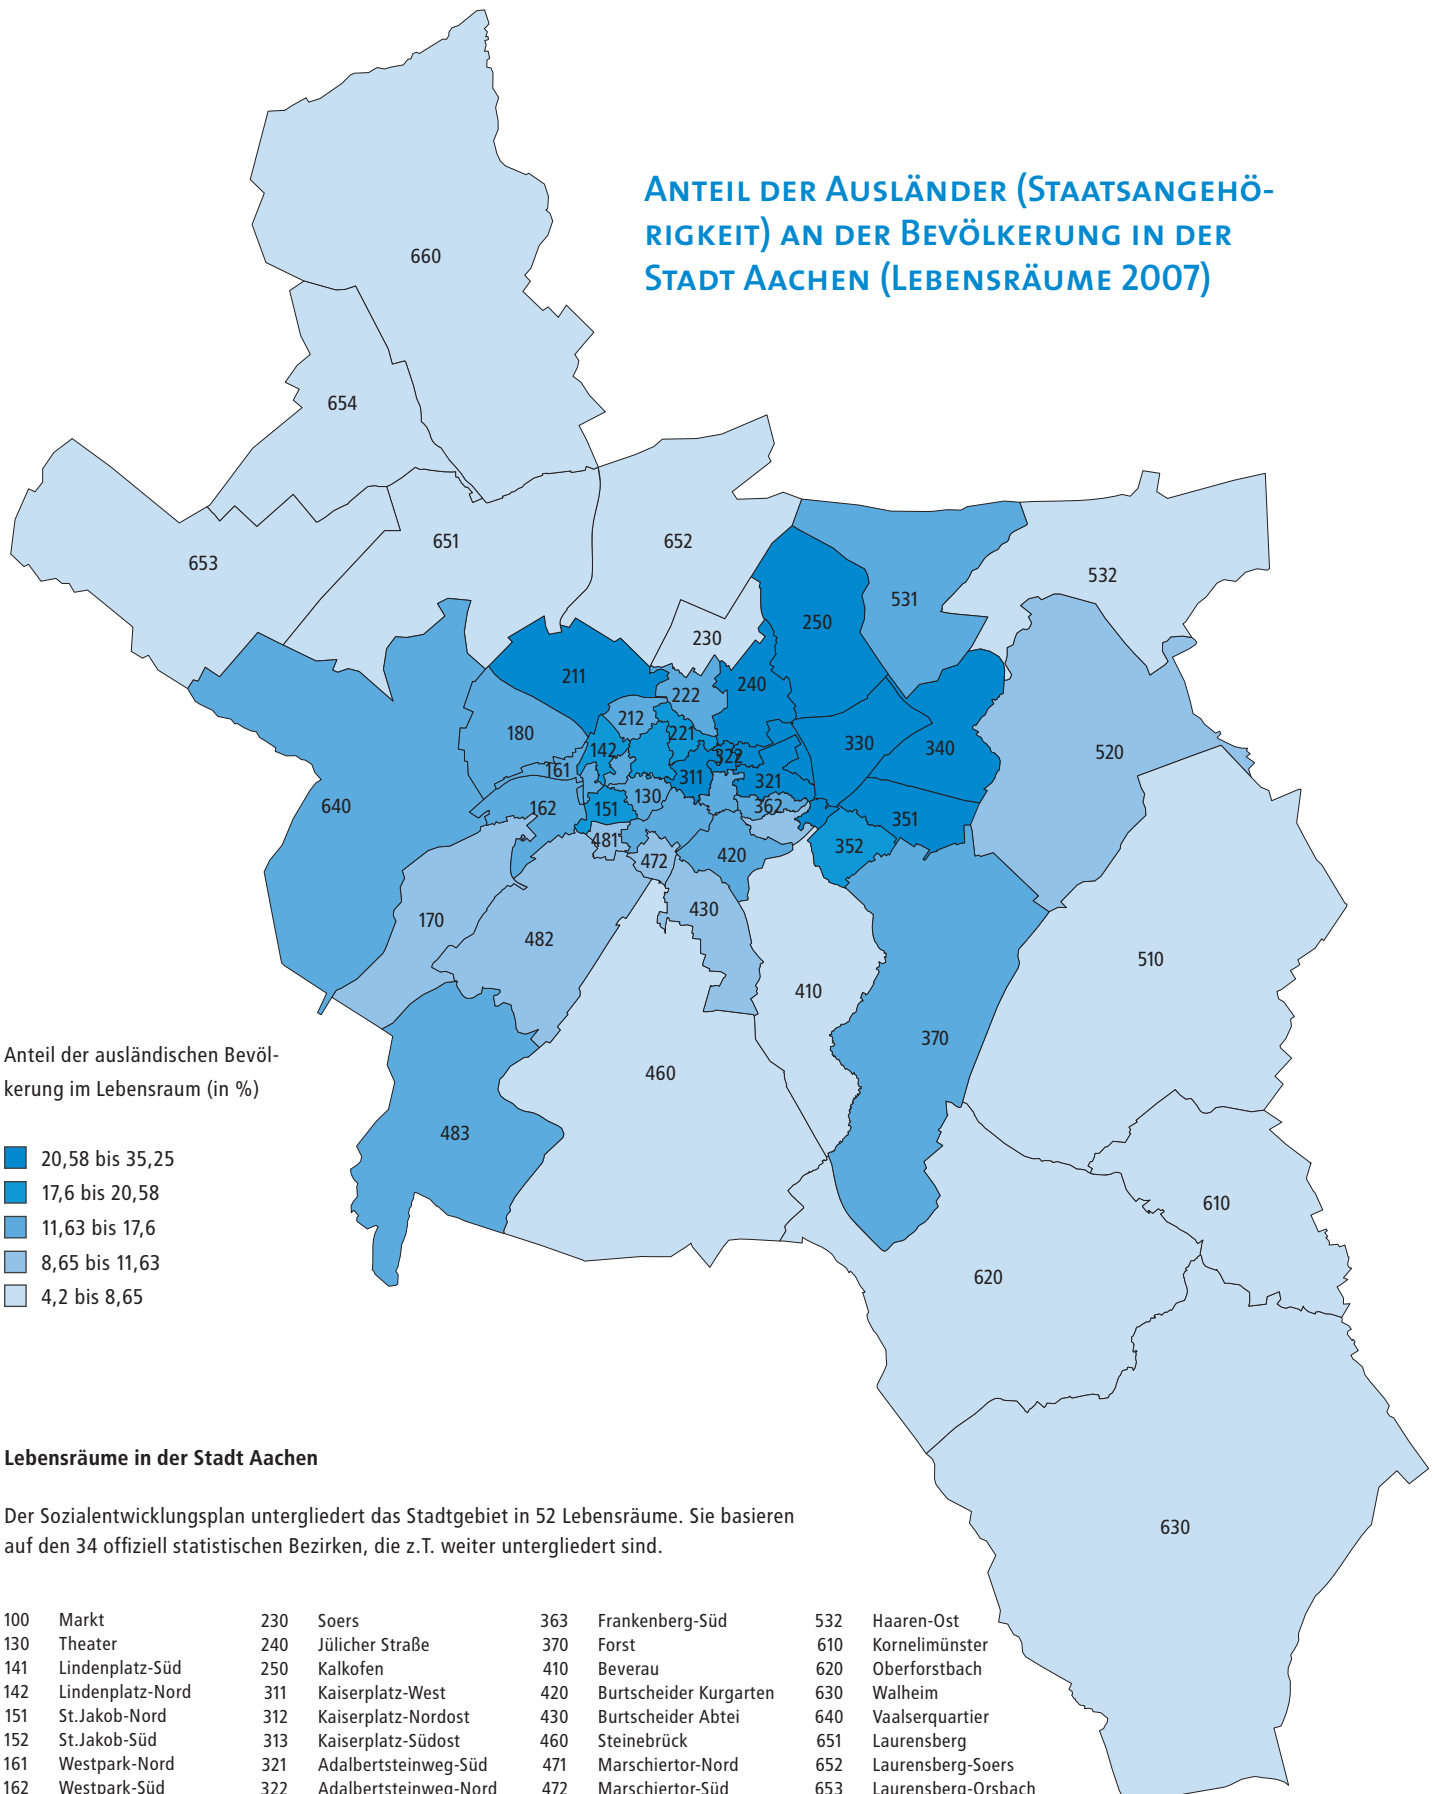 Anteil der Ausländer (Staatsangehö-
rigkeit) an der Bevölkerung in der
Stadt Aachen (Lebensräume 2007)
660
654
653
651
652
532
531
230
250
211
240
222
212
180
221
142
322
330
340
520
161
311
321
640
130
362
162
151
351
481
352
472
420
170
430
482
510
410
370
460
483
610
620
630
Anteil der ausländischen Bevöl-
kerung im Lebensraum (in %)
20,58 bis 35,25
17,6 bis 20,58
11,63 bis 17,6
8,65 bis 11,63
4,2 bis 8,65
Lebensräume in der Stadt Aachen
Der Sozialentwicklungsplan untergliedert das Stadtgebiet in 52 Lebensräume. Sie basieren
auf den 34 offiziell statistischen Bezirken, die z.T. weiter untergliedert sind.
100 Markt
130 Theater
141 Lindenplatz-Süd
142 Lindenplatz-Nord
151 St.Jakob-Nord
152 St.Jakob-Süd
161 Westpark-Nord
162 Westpark-Süd
230 Soers
240 Jülicher Straße
250 Kalkofen
311 Kaiserplatz-West
312 Kaiserplatz-Nordost
313 Kaiserplatz-Südost
321 Adalbertsteinweg-Süd
322 Adalbertsteinweg-Nord
363 Frankenberg-Süd
370 Forst
410 Beverau
420 Burtscheider Kurgarten
430 Burtscheider Abtei
460 Steinebrück
471 Marschiertor-Nord
472 Marschiertor-Süd
532 Haaren-Ost
610 Kornelimünster
620 Oberforstbach
630 Walheim
640 Vaalserquartier
651 Laurensberg
652 Laurensberg-Soers
653 Laurensberg-Orsbach